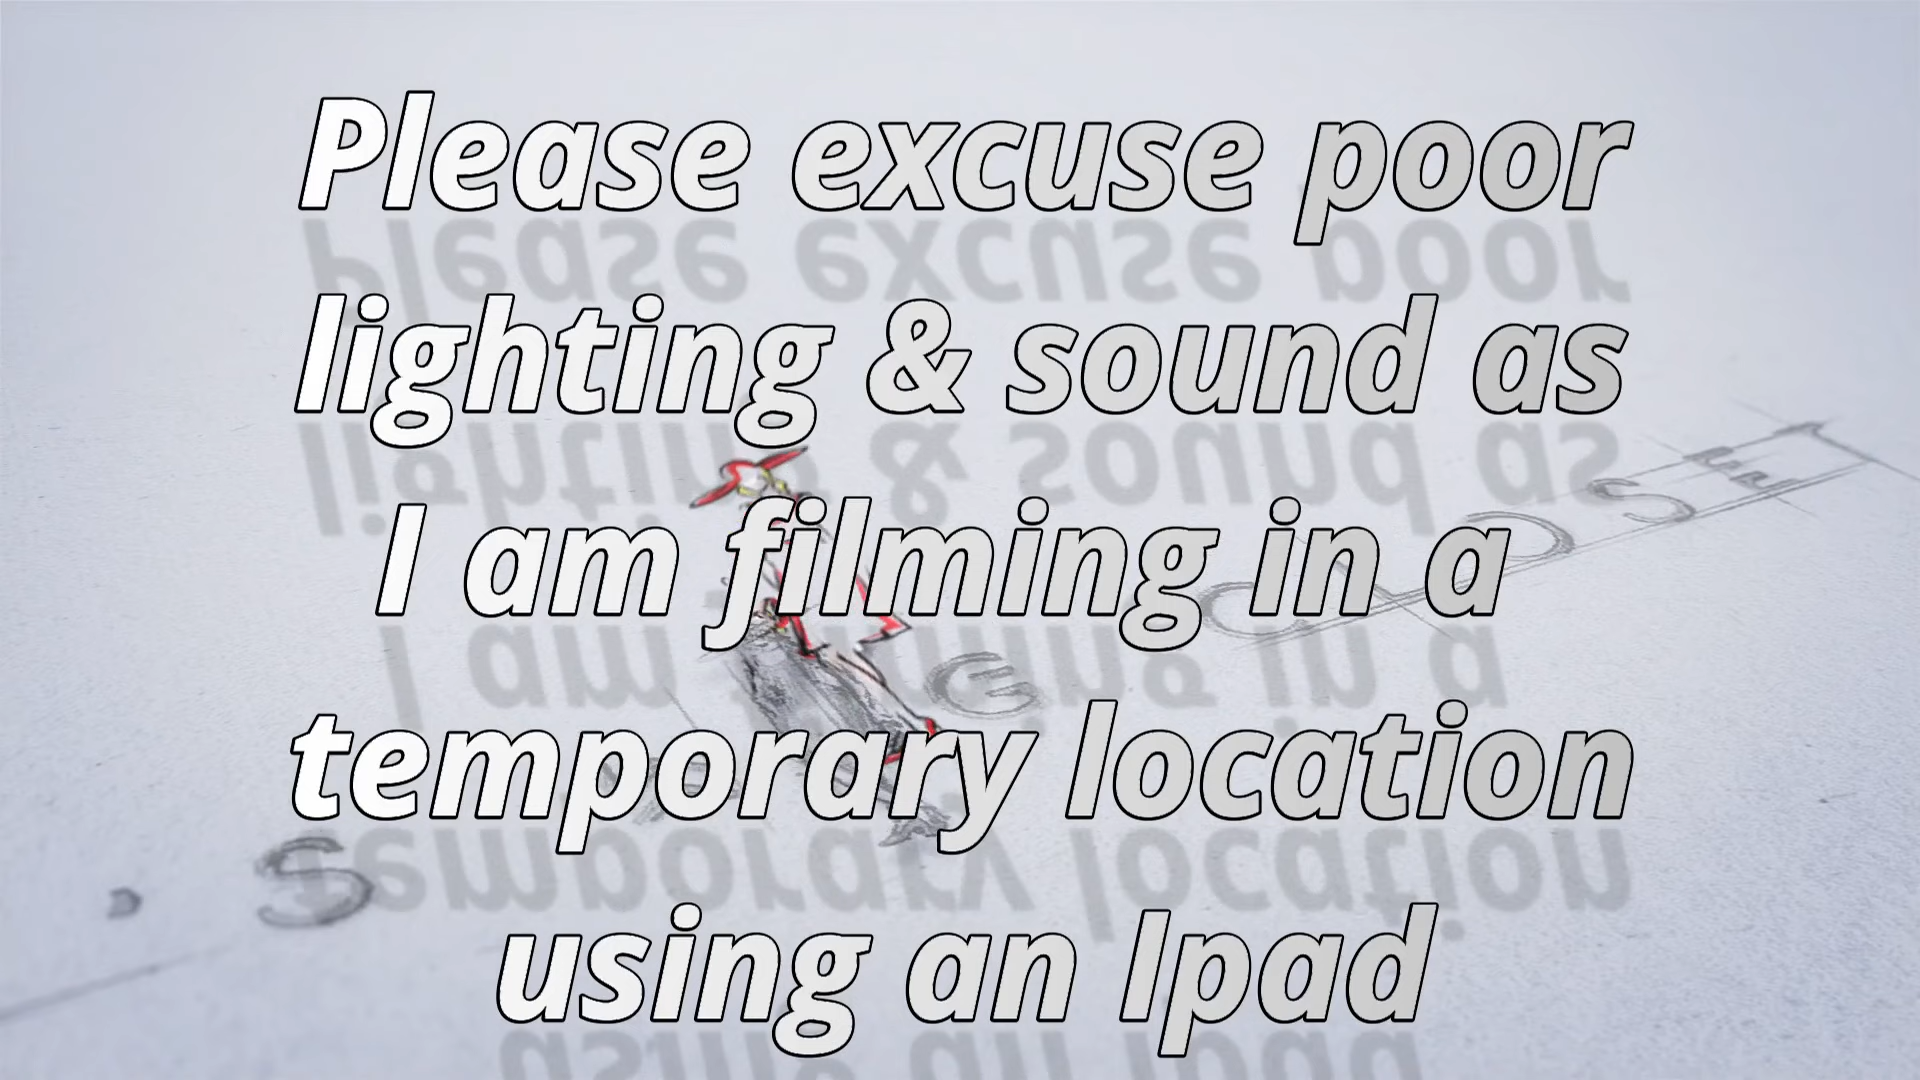 Please excuse poor
lighting & sound as
I am filming in a
temporary location
using an Ipad